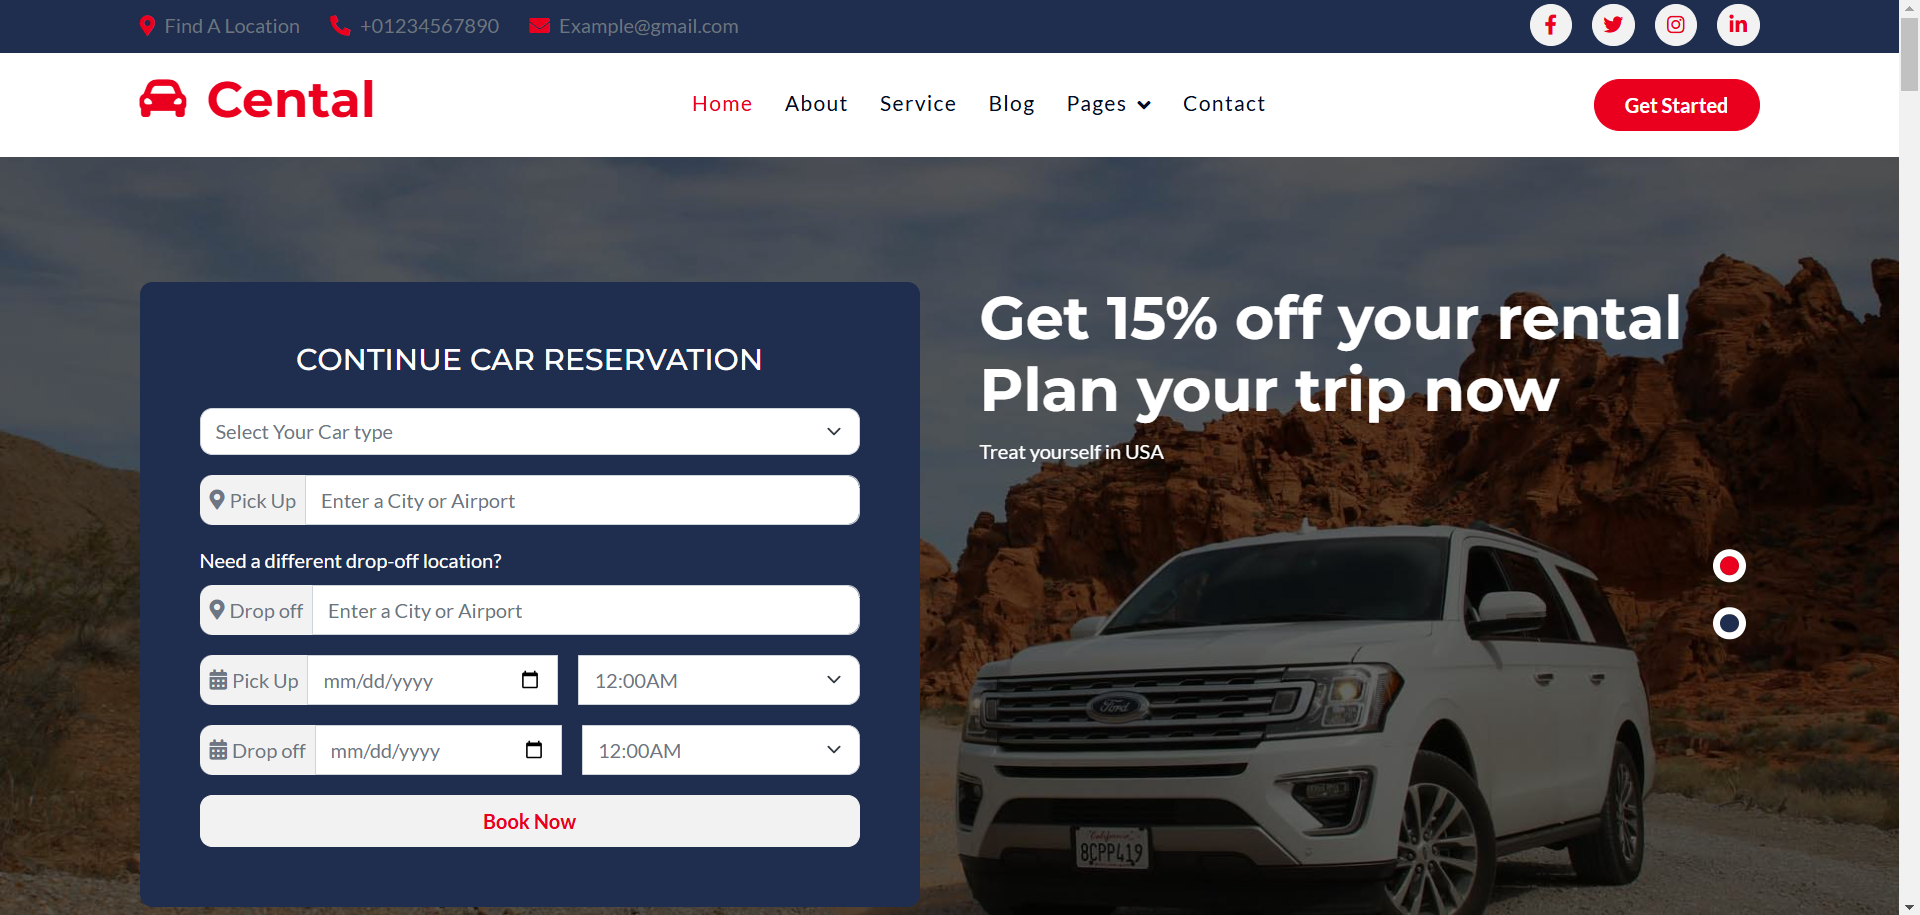 Find A Location +01234567890 Example@gmail.com
Cental
Home About Service Blog Pages Contact
Get Started
CONTINUE CAR RESERVATION
Select Your Car type
Pick Up Enter a City or Airport
Need a different drop-off location?
Drop off Enter a City or Airport
Pick Up mm/dd/yyyy 12:00AM
Drop off mm/dd/yyyy 12:00AM
Book Now
Get 15% off your rental
Plan your trip now
Treat yourself in USA
Ford
California
8CPP419